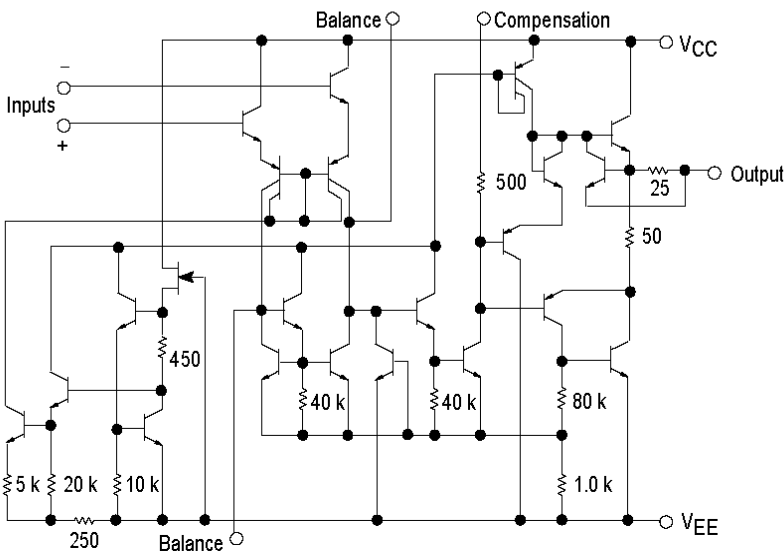 Balance
Compensation
VCC
−
Inputs
+
500
25
Output
50
450
40 k
40 k
80 k
5 k
20 k
10 k
1.0 k
250
Balance
VEE